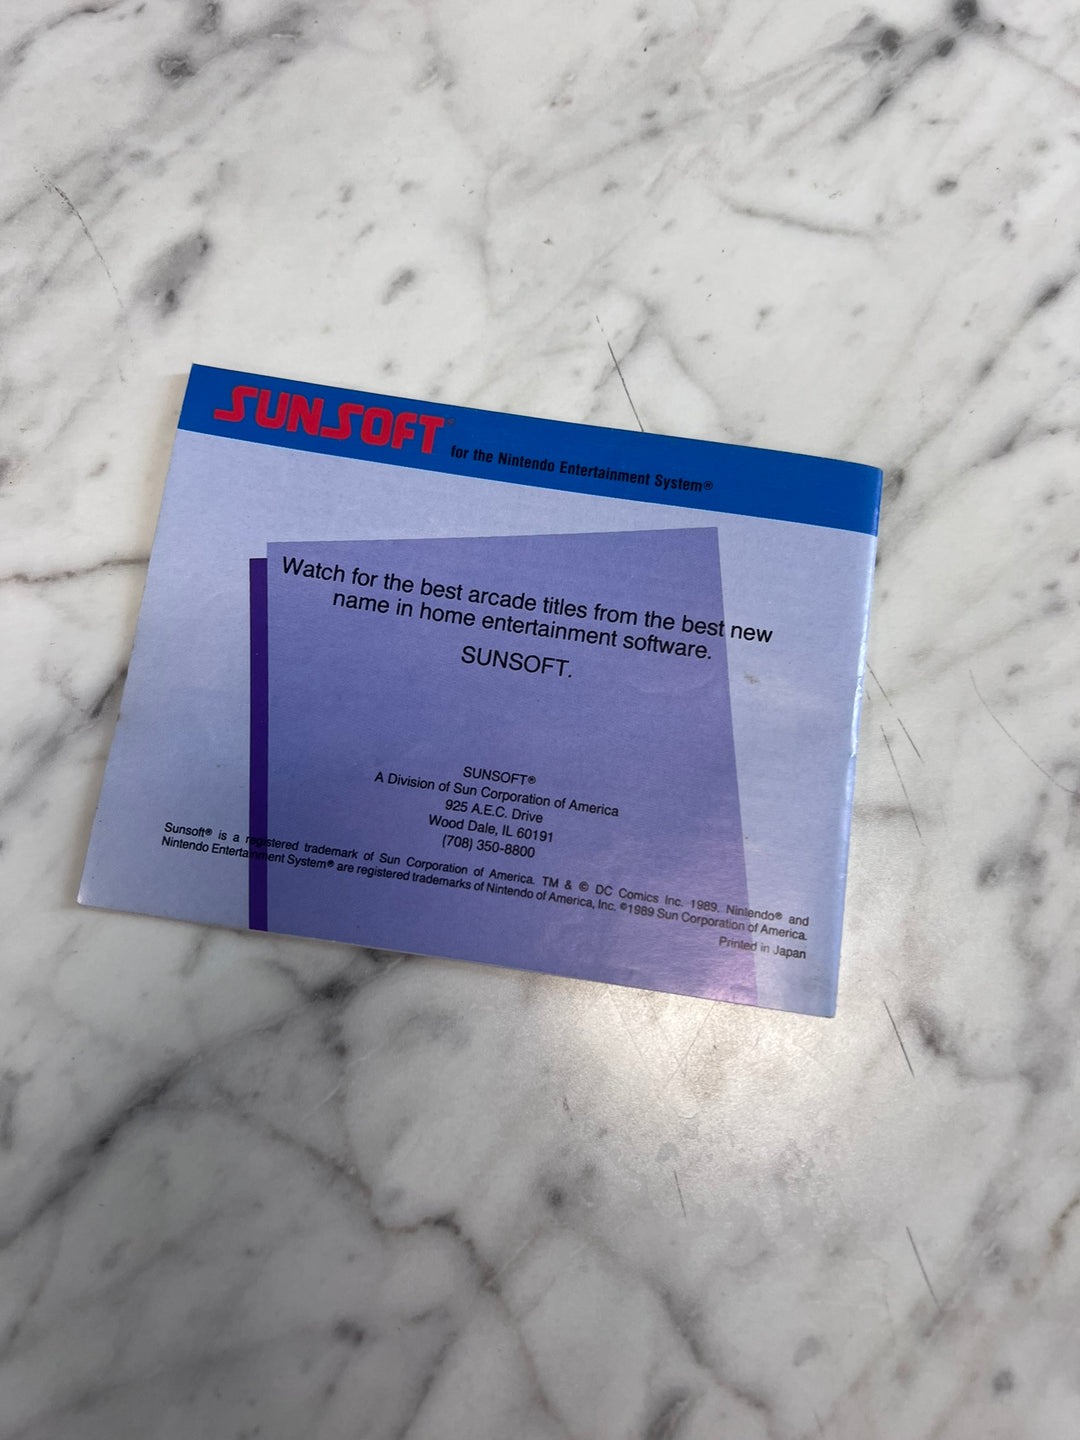 SUNSOFT® for the Nintendo Entertainment System®
Watch for the best arcade titles from the best new
name in home entertainment software.
SUNSOFT.
SUNSOFT®
A Division of Sun Corporation of America
925 A.E.C. Drive
Wood Dale, IL 60191
(708) 350-8800
Sunsoft® is a registered trademark of Sun Corporation of America. TM & © DC Comics Inc. 1989. Nintendo® and
Nintendo Entertainment System® are registered trademarks of Nintendo of America, Inc. ©1989 Sun Corporation of America.
Printed in Japan